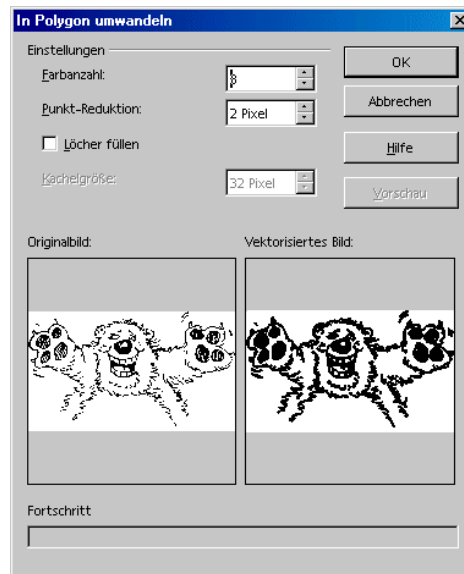 In Polygon umwandeln
Einstellungen
Farbanzahl:
8
Punkt-Reduktion:
2 Pixel
Löcher füllen
Kachelgröße:
32 Pixel
OK
Abbrechen
Hilfe
Vorschau
Originalbild:
Vektorisiertes Bild:
Fortschritt